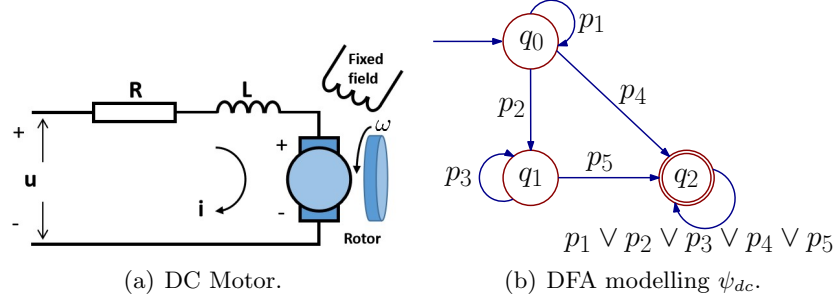 Fixed
field
R
L
ω
+
u
-
i
+
-
Rotor
(a) DC Motor.
q₀
p₁
p₂
p₄
p₃
q₁
p₅
q₂
p₁ ∨ p₂ ∨ p₃ ∨ p₄ ∨ p₅
(b) DFA modelling ψ_dc.